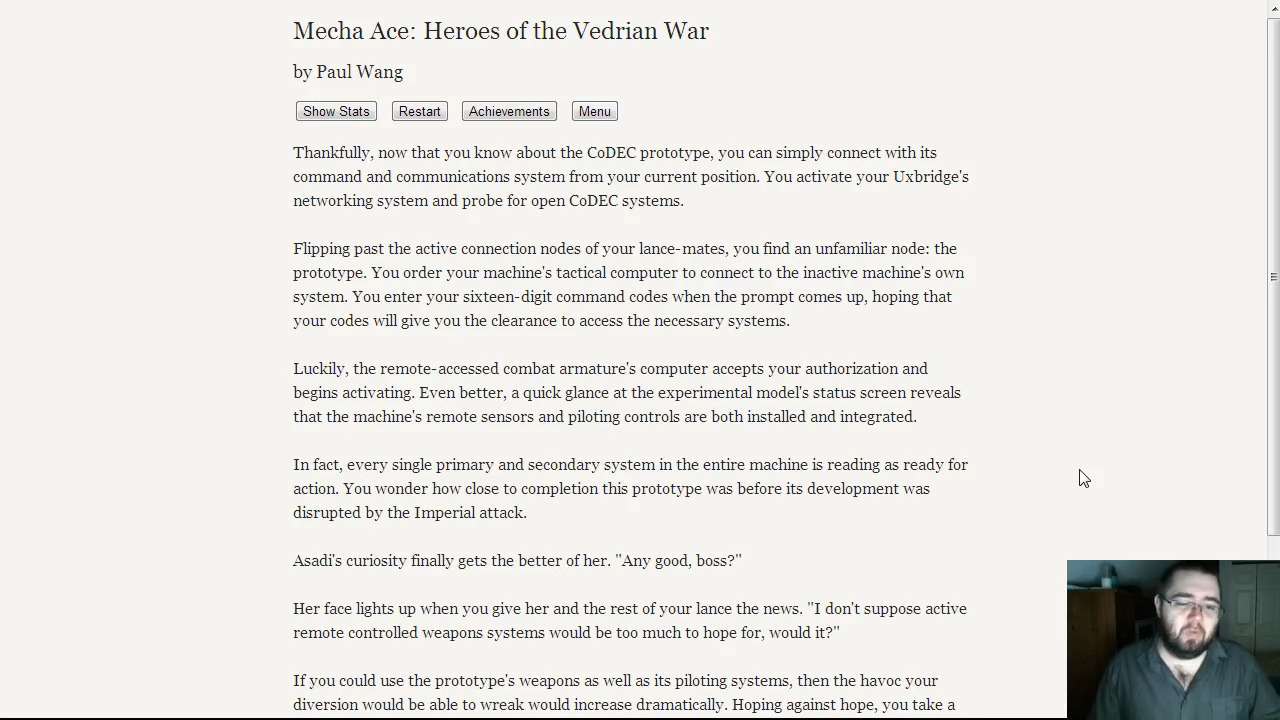 Mecha Ace: Heroes of the Vedrian War
by Paul Wang
Show Stats Restart Achievements Menu
Thankfully, now that you know about the CoDEC prototype, you can simply connect with its
command and communications system from your current position. You activate your Uxbridge's
networking system and probe for open CoDEC systems.
Flipping past the active connection nodes of your lance-mates, you find an unfamiliar node: the
prototype. You order your machine's tactical computer to connect to the inactive machine's own
system. You enter your sixteen-digit command codes when the prompt comes up, hoping that
your codes will give you the clearance to access the necessary systems.
Luckily, the remote-accessed combat armature's computer accepts your authorization and
begins activating. Even better, a quick glance at the experimental model's status screen reveals
that the machine's remote sensors and piloting controls are both installed and integrated.
In fact, every single primary and secondary system in the entire machine is reading as ready for
action. You wonder how close to completion this prototype was before its development was
disrupted by the Imperial attack.
Asadi's curiosity finally gets the better of her. "Any good, boss?"
Her face lights up when you give her and the rest of your lance the news. "I don't suppose active
remote controlled weapons systems would be too much to hope for, would it?"
If you could use the prototype's weapons as well as its piloting systems, then the havoc your
diversion would be able to wreak would increase dramatically. Hoping against hope, you take a